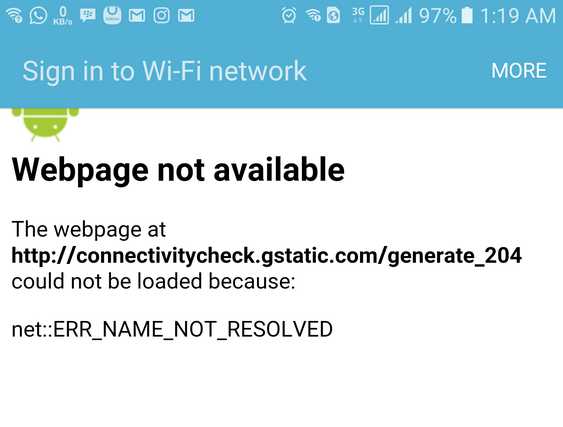 0
KB/s
3G
97%
1:19 AM
Sign in to Wi-Fi network
MORE
Webpage not available
The webpage at
http://connectivitycheck.gstatic.com/generate_204
could not be loaded because:
net::ERR_NAME_NOT_RESOLVED